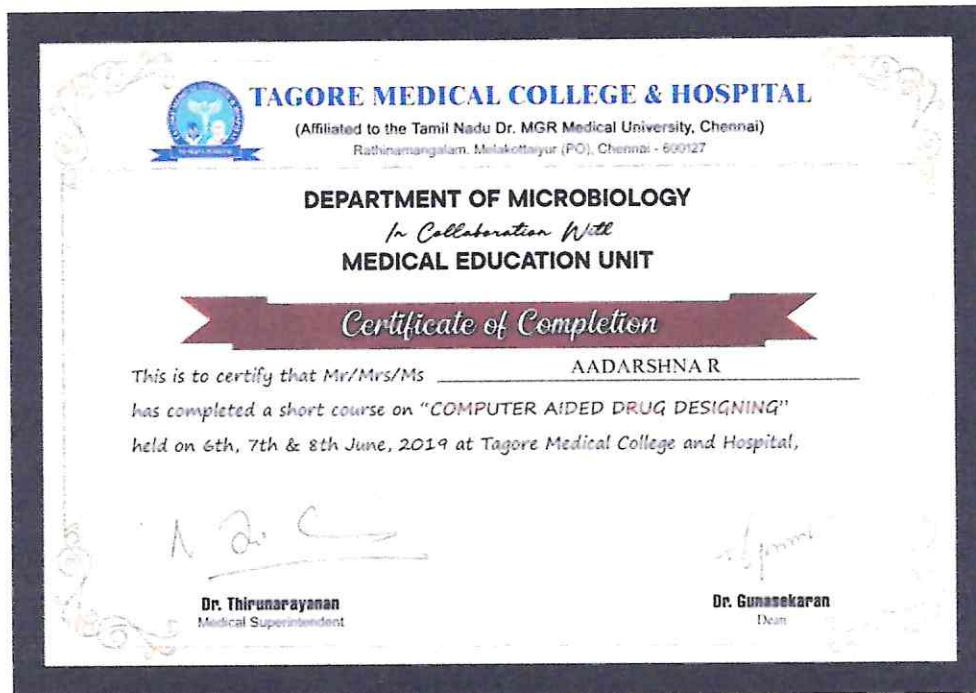 TAGORE MEDICAL COLLEGE & HOSPITAL
(Affiliated to the Tamil Nadu Dr. MGR Medical University, Chennai)
Rathinamangalam, Melakottaiyur (PO), Chennai - 600127
DEPARTMENT OF MICROBIOLOGY
In Collaboration With
MEDICAL EDUCATION UNIT
Certificate of Completion
This is to certify that Mr/Mrs/Ms AADARSHNA R
has completed a short course on "COMPUTER AIDED DRUG DESIGNING"
held on 6th, 7th & 8th June, 2019 at Tagore Medical College and Hospital,
Dr. Thirunarayanan
Medical Superintendent
Dr. Gunasekaran
Dean